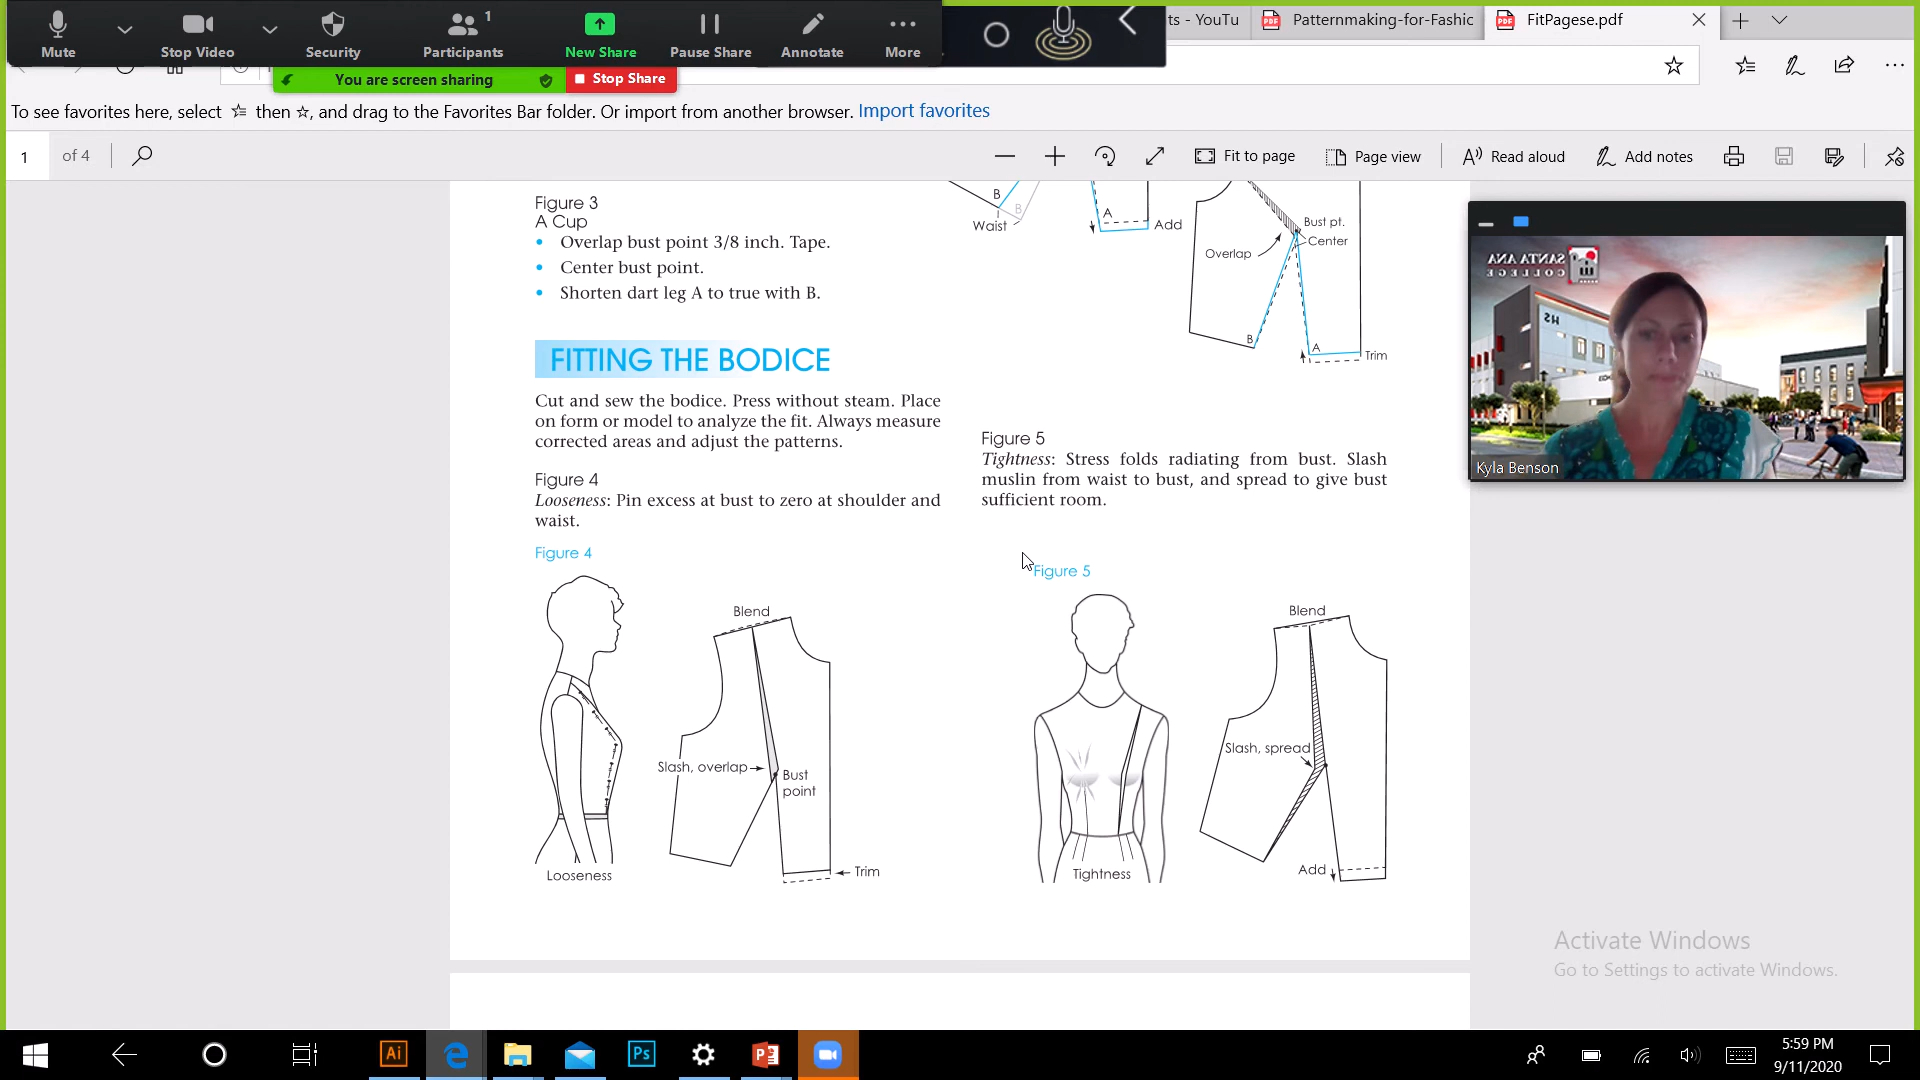 Mute
Stop Video
Security
Participants
1
New Share
Pause Share
Annotate
More
ts - YouTu
Patternmaking-for-Fashic
FitPagese.pdf
You are screen sharing
Stop Share
To see favorites here, select then , and drag to the Favorites Bar folder. Or import from another browser. Import favorites
1 of 4
Fit to page
Page view
Read aloud
Add notes
Figure 3
A Cup
• Overlap bust point 3/8 inch. Tape.
• Center bust point.
• Shorten dart leg A to true with B.
B
B
Waist
A
Add
Bust pt.
Center
Overlap
B
A
Trim
FITTING THE BODICE
Cut and sew the bodice. Press without steam. Place
on form or model to analyze the fit. Always measure
corrected areas and adjust the patterns.
Figure 4
Looseness: Pin excess at bust to zero at shoulder and
waist.
Figure 4
Blend
Slash, overlap
Bust
point
Trim
Looseness
Figure 5
Tightness: Stress folds radiating from bust. Slash
muslin from waist to bust, and spread to give bust
sufficient room.
Figure 5
Blend
Slash, spread
Add
Tightness
SANTA ANA
COLLEGE
HS
Kyla Benson
Activate Windows
Go to Settings to activate Windows.
Ai
Ps
5:59 PM
9/11/2020